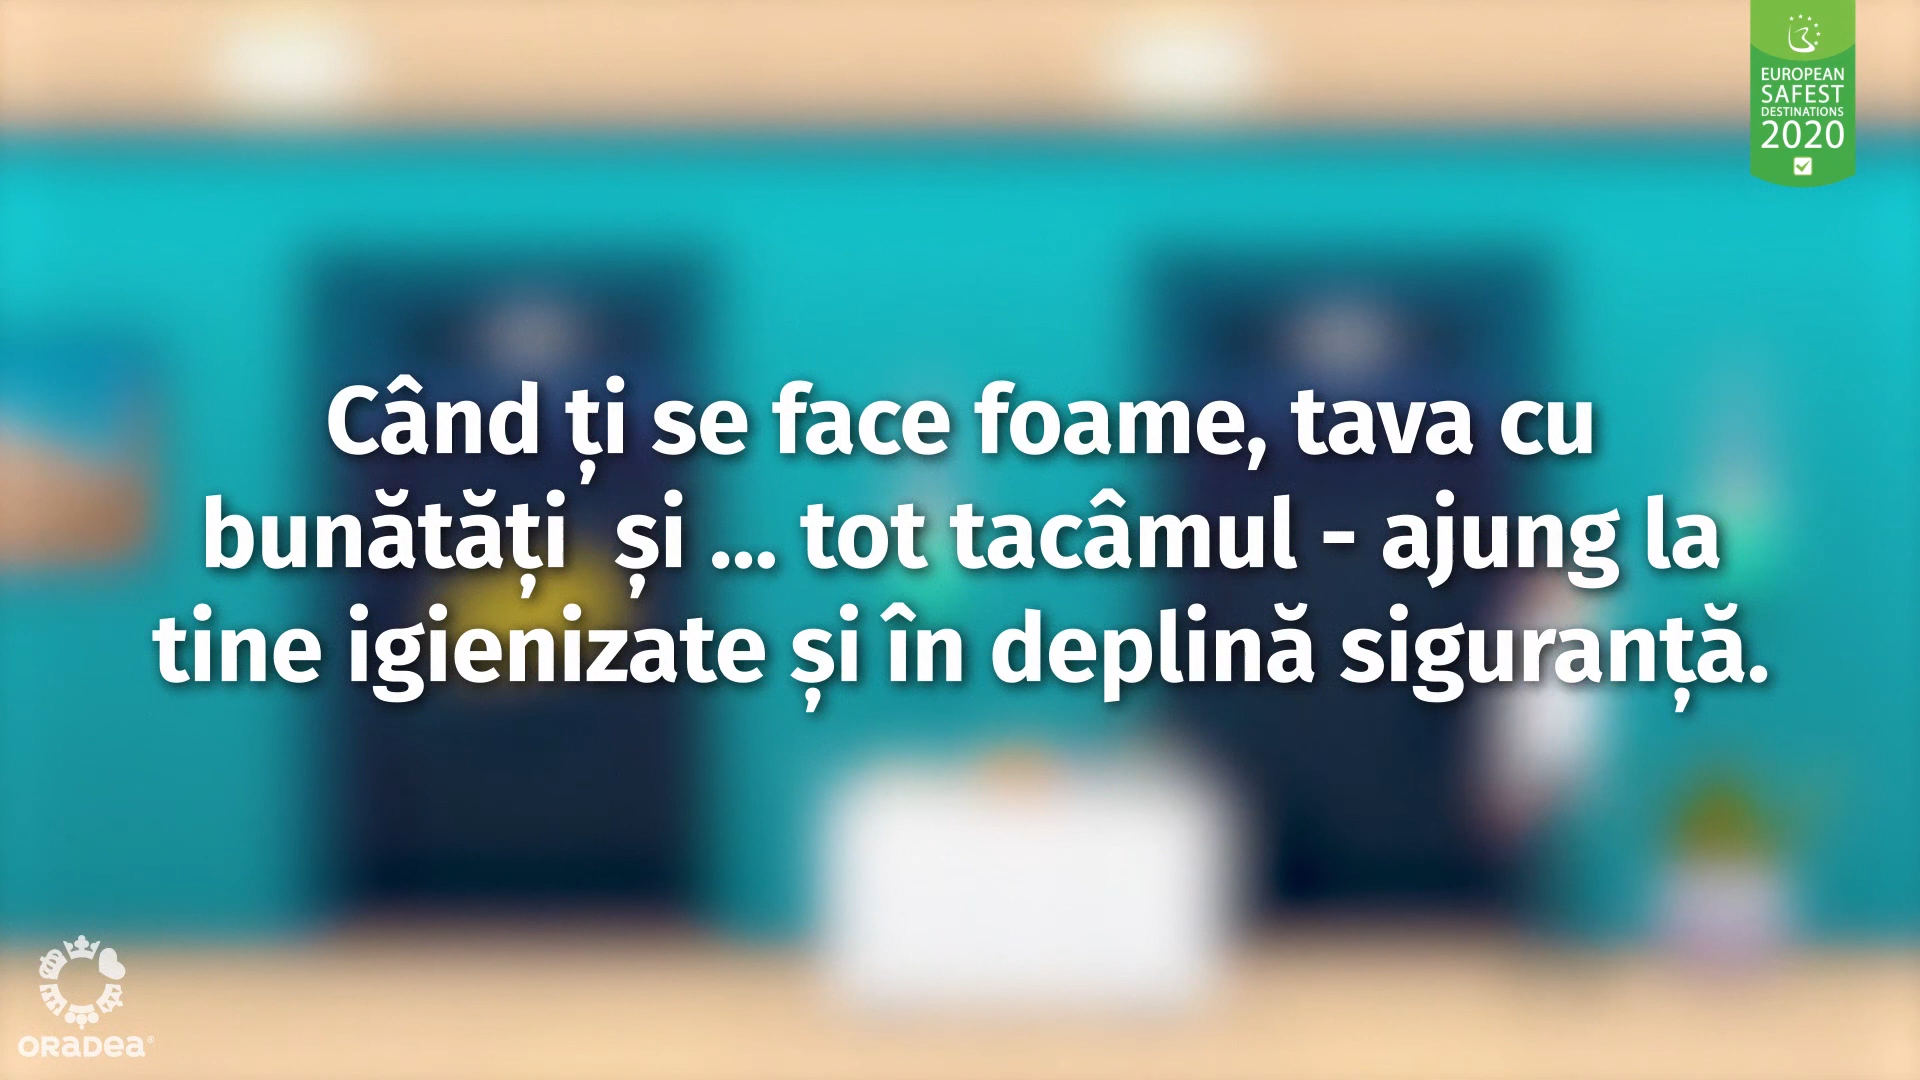 EUROPEAN
SAFEST
DESTINATIONS
2020
Când ți se face foame, tava cu
bunătăți  și ... tot tacâmul - ajung la
tine igienizate și în deplină siguranță.
ORADEA®